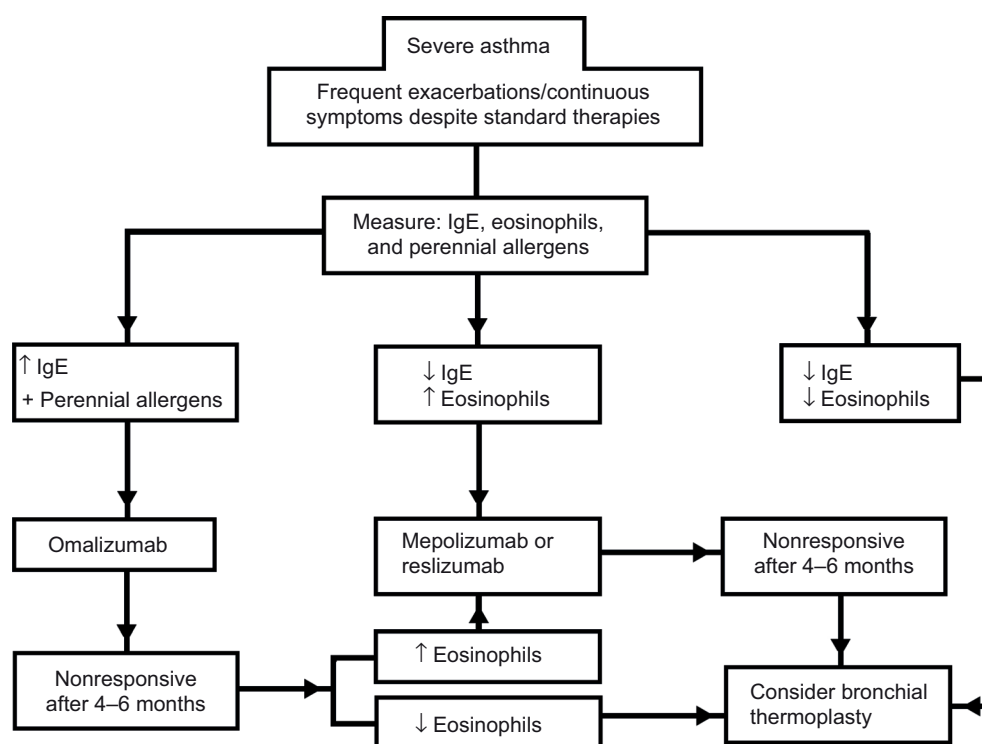 Severe asthma
Frequent exacerbations/continuous
symptoms despite standard therapies
Measure: IgE, eosinophils,
and perennial allergens
↑ IgE
+ Perennial allergens
↓ IgE
↑ Eosinophils
↓ IgE
↓ Eosinophils
Omalizumab
Mepolizumab or
reslizumab
Nonresponsive
after 4–6 months
Nonresponsive
after 4–6 months
↑ Eosinophils
↓ Eosinophils
Consider bronchial
thermoplasty